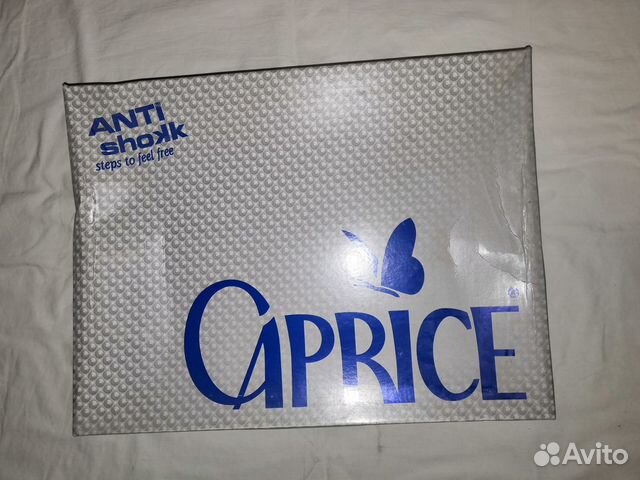 ANTi
shokk
steps to feel free
CAPRICE
Avito